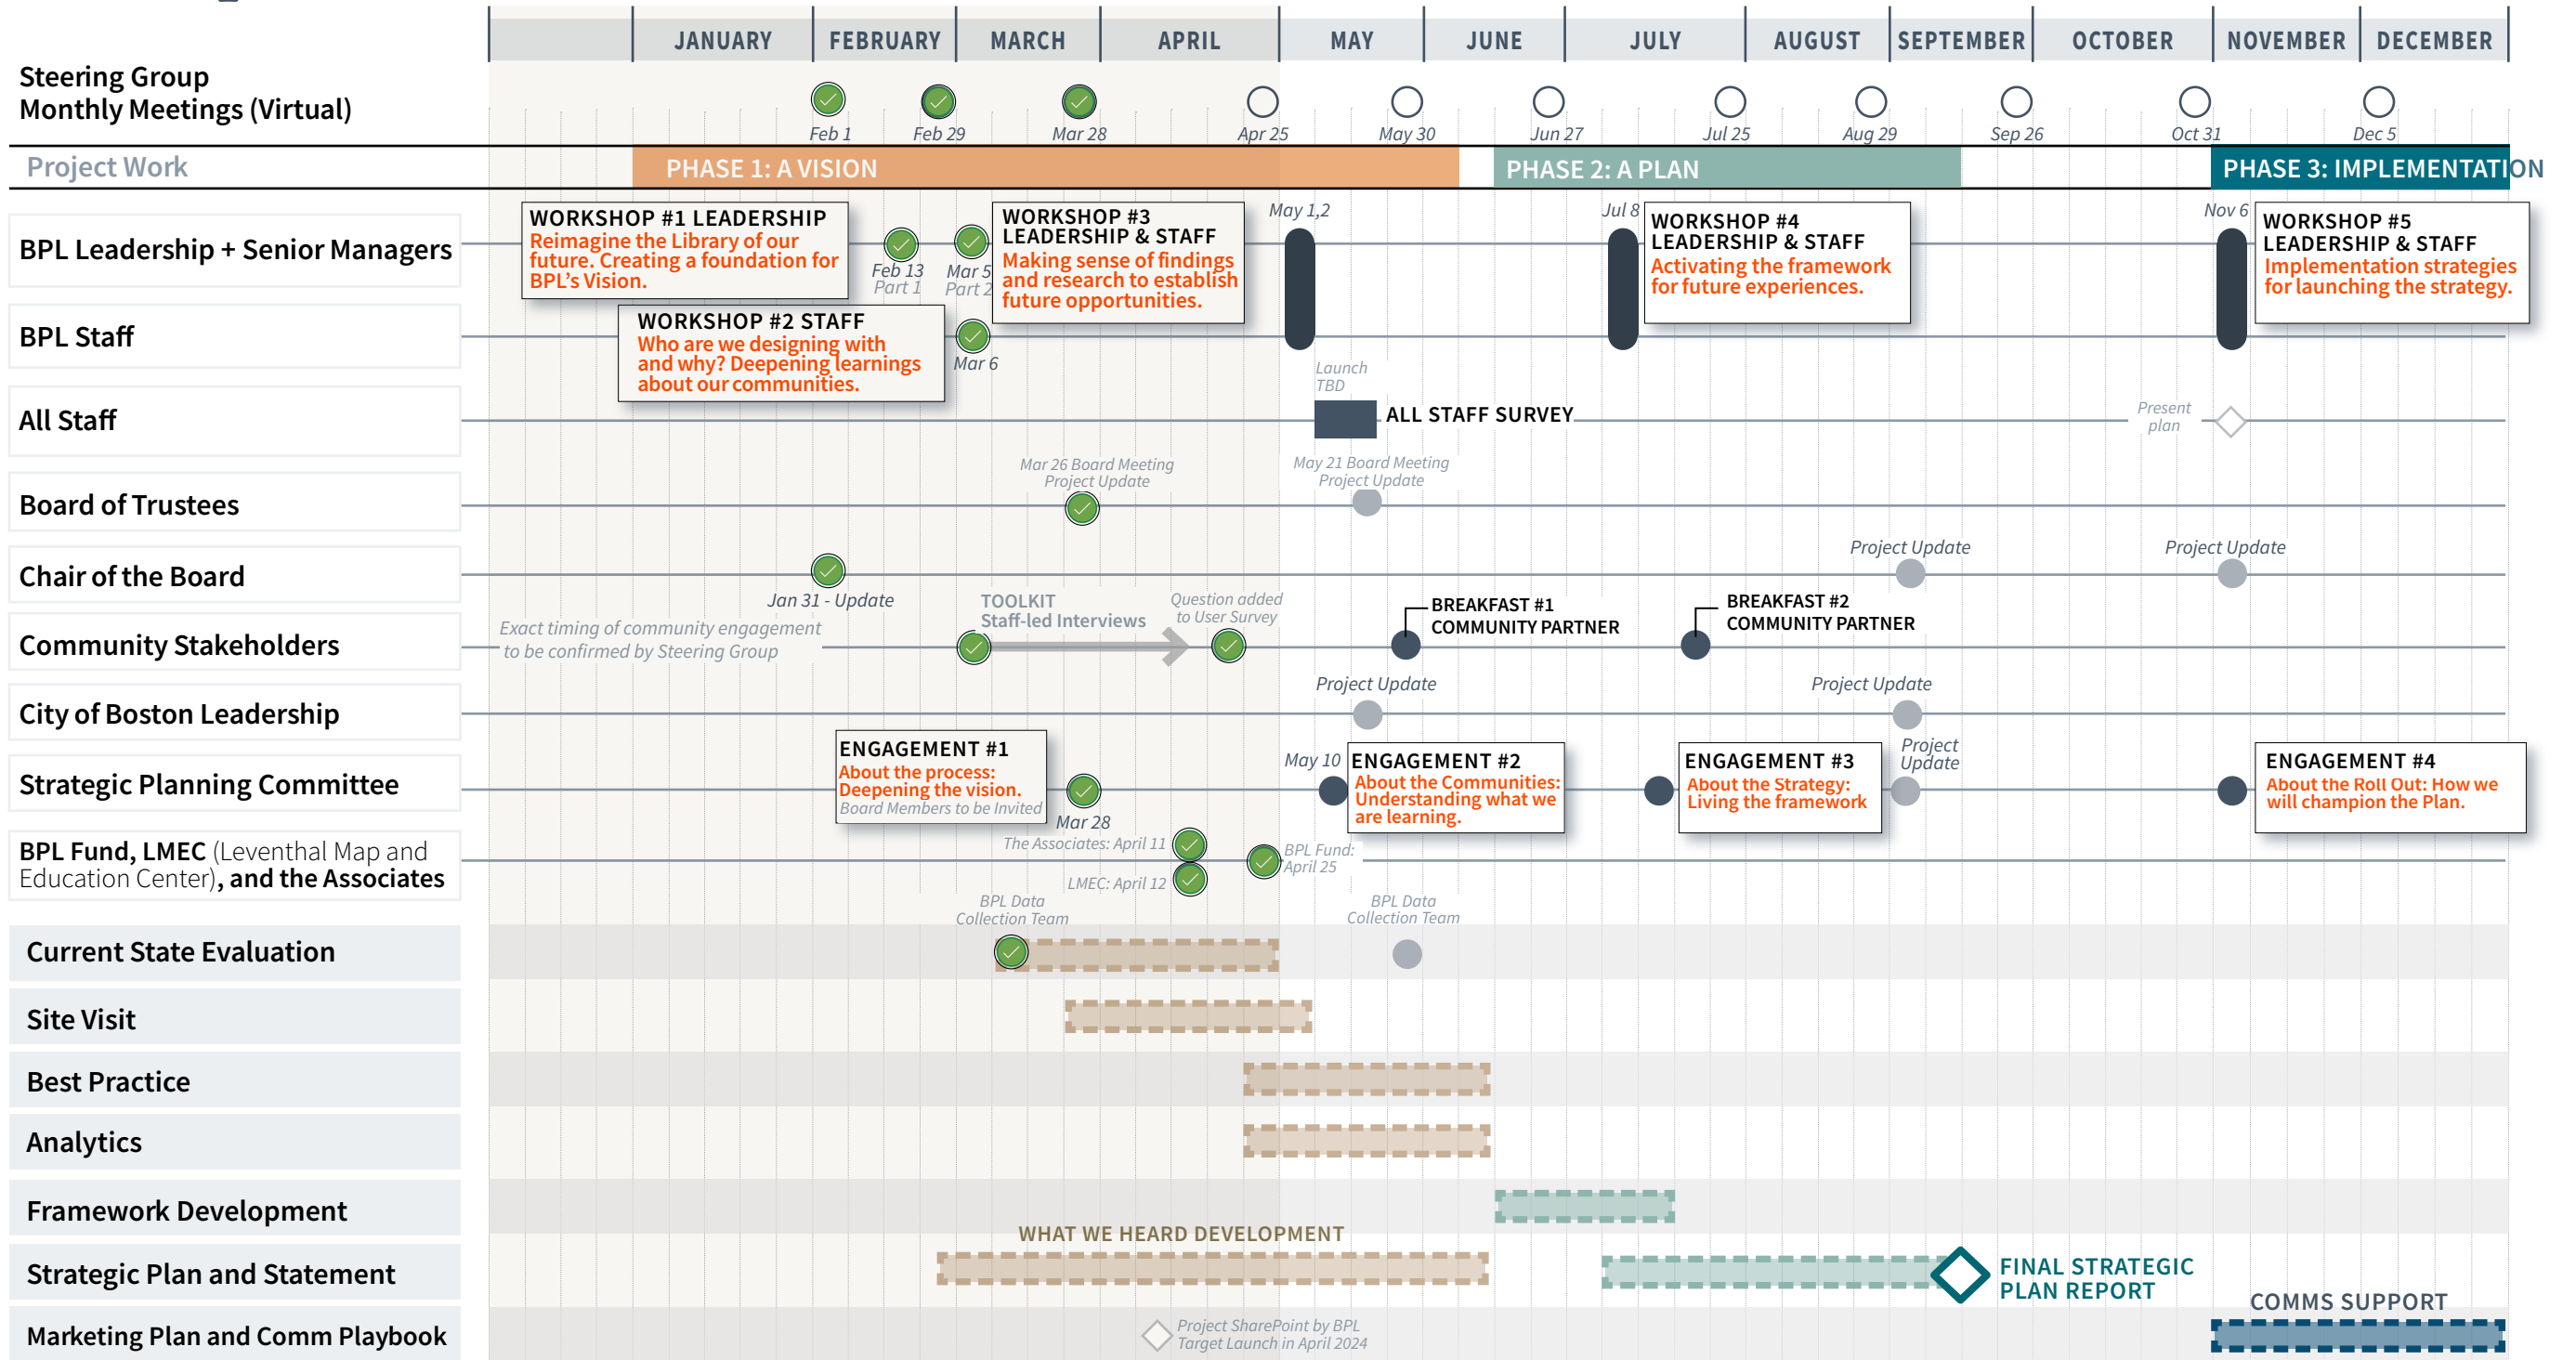 JANUARY FEBRUARY MARCH APRIL MAY JUNE JULY AUGUST SEPTEMBER OCTOBER NOVEMBER DECEMBER
Steering Group
Monthly Meetings (Virtual)
Feb 1 Feb 29 Mar 28 Apr 25 May 30 Jun 27 Jul 25 Aug 29 Sep 26 Oct 31 Dec 5
Project Work
PHASE 1: A VISION
PHASE 2: A PLAN
PHASE 3: IMPLEMENTATION
BPL Leadership + Senior Managers
WORKSHOP #1 LEADERSHIP
Reimagine the Library of our
future. Creating a foundation for
BPL's Vision.
Feb 13
Part 1
Mar 5
Part 2
WORKSHOP #3
LEADERSHIP & STAFF
Making sense of findings
and research to establish
future opportunities.
May 1,2
Jul 8
WORKSHOP #4
LEADERSHIP & STAFF
Activating the framework
for future experiences.
Nov 6
WORKSHOP #5
LEADERSHIP & STAFF
Implementation strategies
for launching the strategy.
BPL Staff
WORKSHOP #2 STAFF
Who are we designing with
and why? Deepening learnings
about our communities.
Mar 6
All Staff
Launch
TBD
ALL STAFF SURVEY
Present
plan
Board of Trustees
Mar 26 Board Meeting
Project Update
May 21 Board Meeting
Project Update
Chair of the Board
Jan 31 - Update
Project Update
Project Update
Community Stakeholders
Exact timing of community engagement
to be confirmed by Steering Group
TOOLKIT
Staff-led Interviews
Question added
to User Survey
BREAKFAST #1
COMMUNITY PARTNER
BREAKFAST #2
COMMUNITY PARTNER
City of Boston Leadership
Project Update
Project Update
Strategic Planning Committee
ENGAGEMENT #1
About the process:
Deepening the vision.
Board Members to be Invited
Mar 28
May 10
ENGAGEMENT #2
About the Communities:
Understanding what we
are learning.
ENGAGEMENT #3
About the Strategy:
Living the framework
Project
Update
ENGAGEMENT #4
About the Roll Out: How we
will champion the Plan.
BPL Fund, LMEC (Leventhal Map and
Education Center), and the Associates
The Associates: April 11
LMEC: April 12
BPL Fund:
April 25
Current State Evaluation
BPL Data
Collection Team
BPL Data
Collection Team
Site Visit
Best Practice
Analytics
Framework Development
Strategic Plan and Statement
WHAT WE HEARD DEVELOPMENT
FINAL STRATEGIC
PLAN REPORT
Marketing Plan and Comm Playbook
Project SharePoint by BPL
Target Launch in April 2024
COMMS SUPPORT